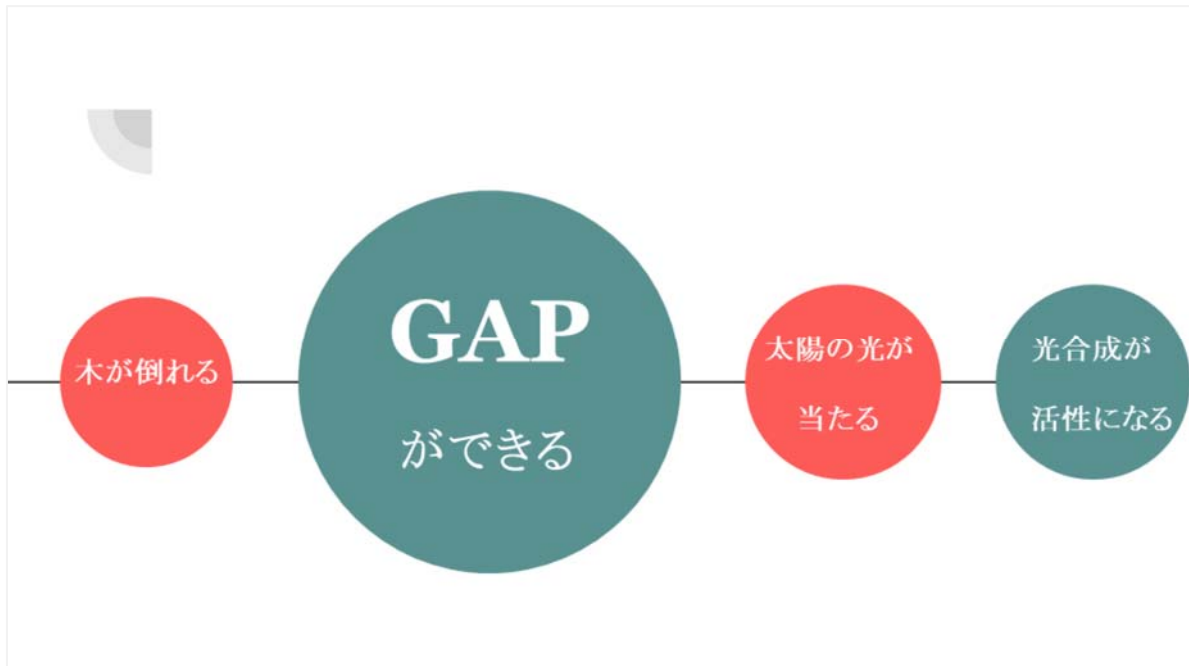 木が倒れる
GAP
ができる
太陽の光が
当たる
光合成が
活性になる